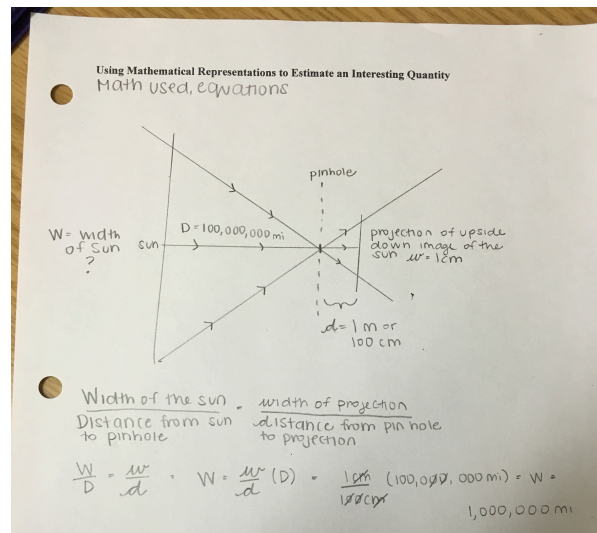 Using Mathematical Representations to Estimate an Interesting Quantity
Math used, equations
pinhole
W = width
of Sun
?
sun
D = 100,000,000 mi
projection of upside
down image of the
sun w = 1cm
d = 1 m or
100 cm
Width of the sun = width of projection
Distance from sun distance from pin hole
to pinhole to projection
W/D = w/d = W = w/d (D) = 1cm/100cm (100,000,000 mi) = W =
1,000,000 mi